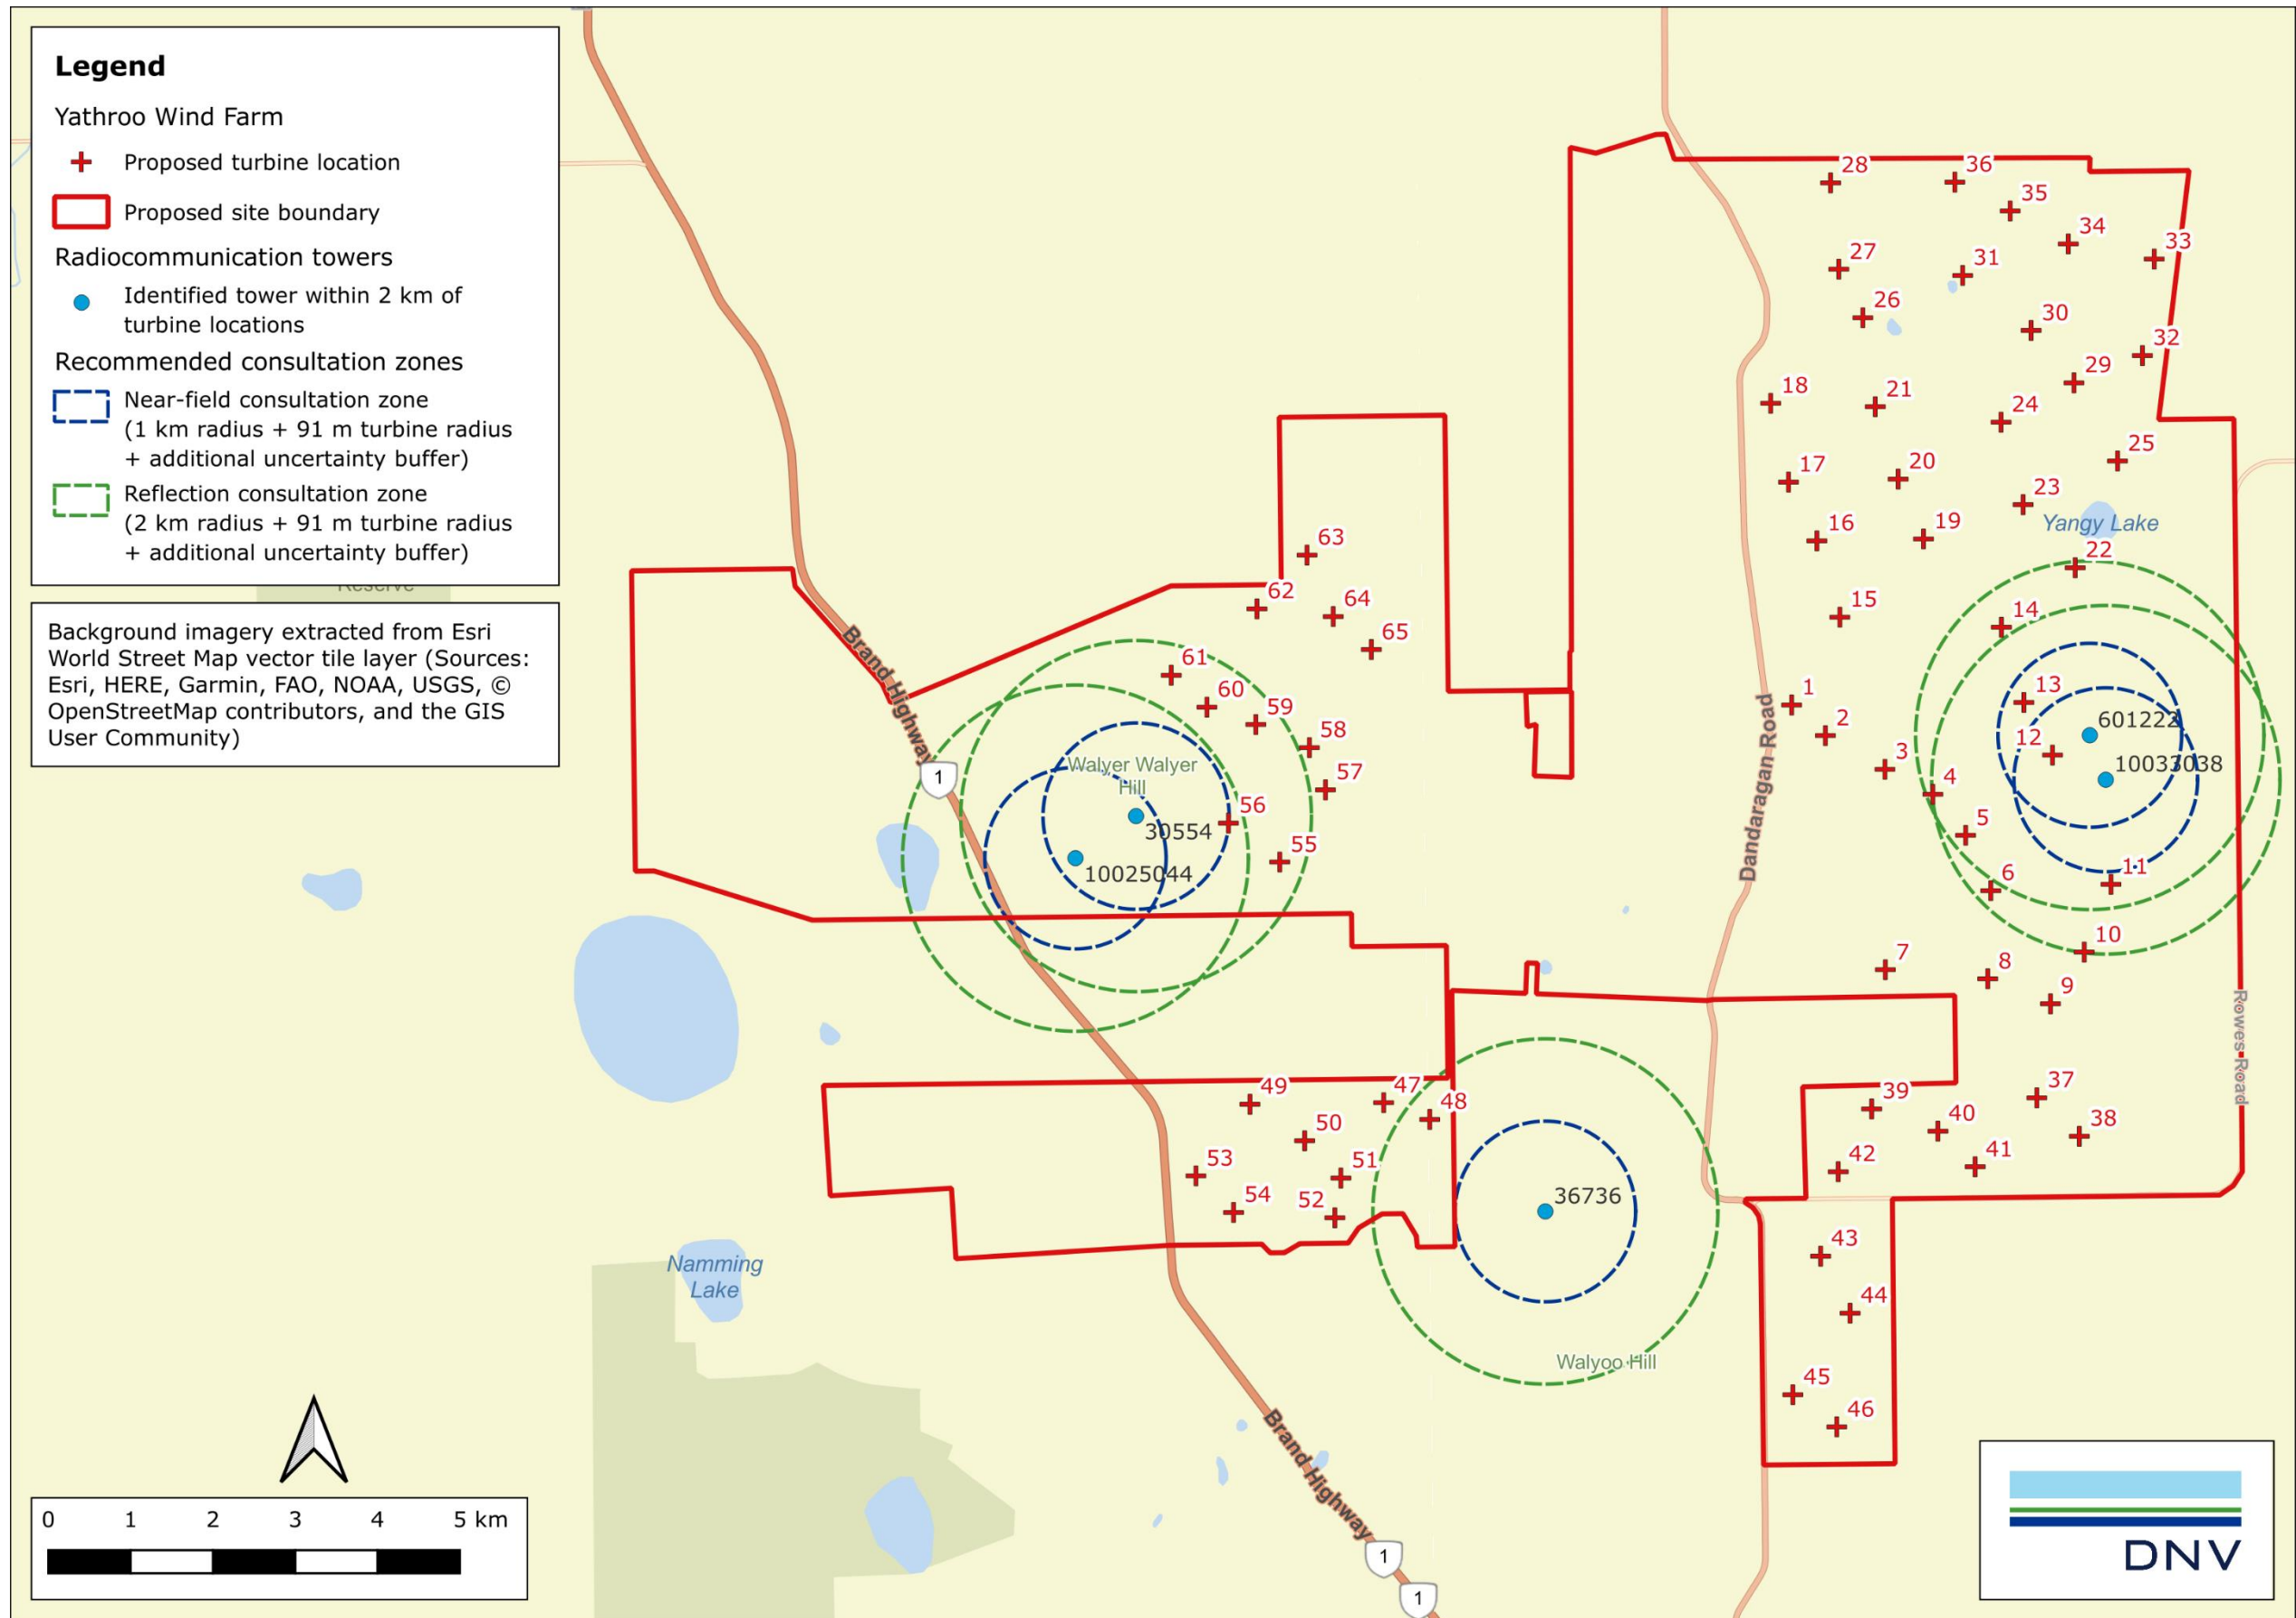 Legend
Yathroo Wind Farm
Proposed turbine location
Proposed site boundary
Radiocommunication towers
Identified tower within 2 km of
turbine locations
Recommended consultation zones
Near-field consultation zone
(1 km radius + 91 m turbine radius
+ additional uncertainty buffer)
Reflection consultation zone
(2 km radius + 91 m turbine radius
+ additional uncertainty buffer)
Reserve
Background imagery extracted from Esri
World Street Map vector tile layer (Sources:
Esri, HERE, Garmin, FAO, NOAA, USGS, ©
OpenStreetMap contributors, and the GIS
User Community)
28
36
35
34
33
27
31
26
30
32
29
18
21
24
25
17
20
23
16
19
Yangy Lake
22
63
62
64
15
14
65
Brand Highway
61
60
59
58
57
1
2
3
4
13
601222
12
10033038
Dandaragan Road
1
Walyer Walyer
Hill
30554
56
55
10025044
5
6
11
10
7
8
9
Rowes Road
49
47
48
50
51
53
54
52
36736
39
37
40
38
41
42
43
44
45
46
Namming
Lake
Walyoo Hill
Brand Highway
1
1
0 1 2 3 4 5 km
DNV